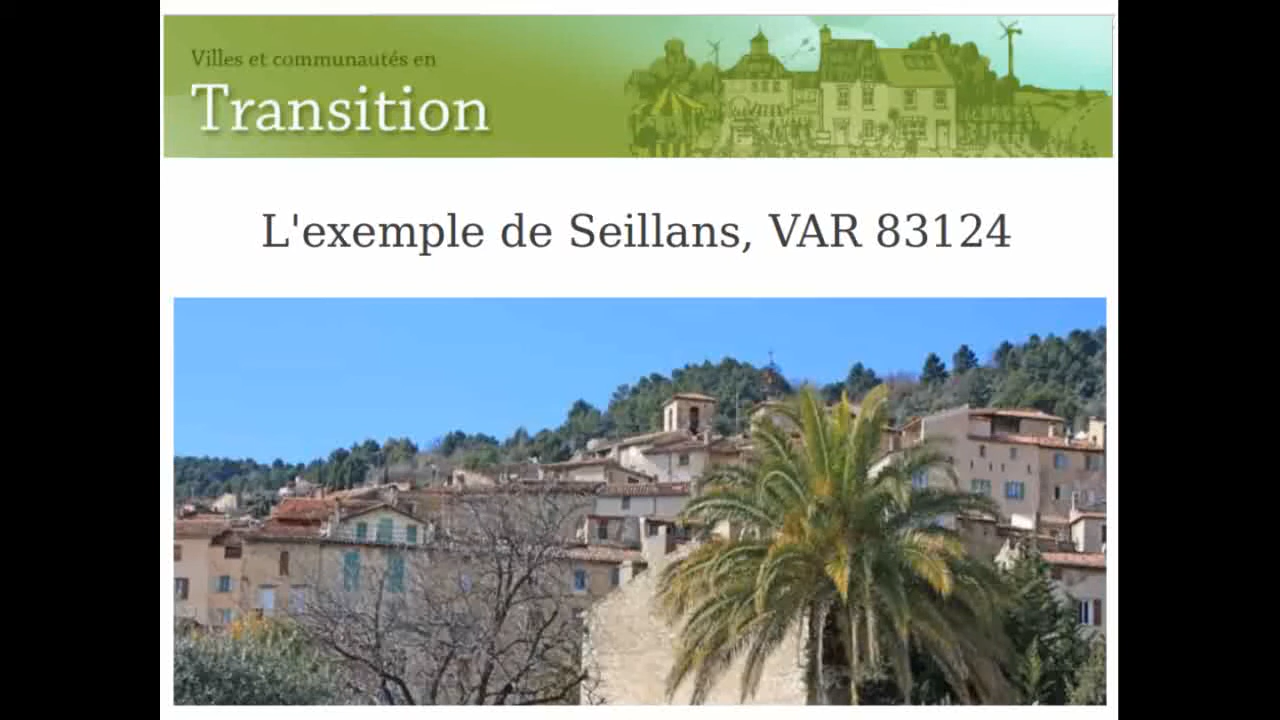 Villes et communautés en
Transition
L'exemple de Seillans, VAR 83124